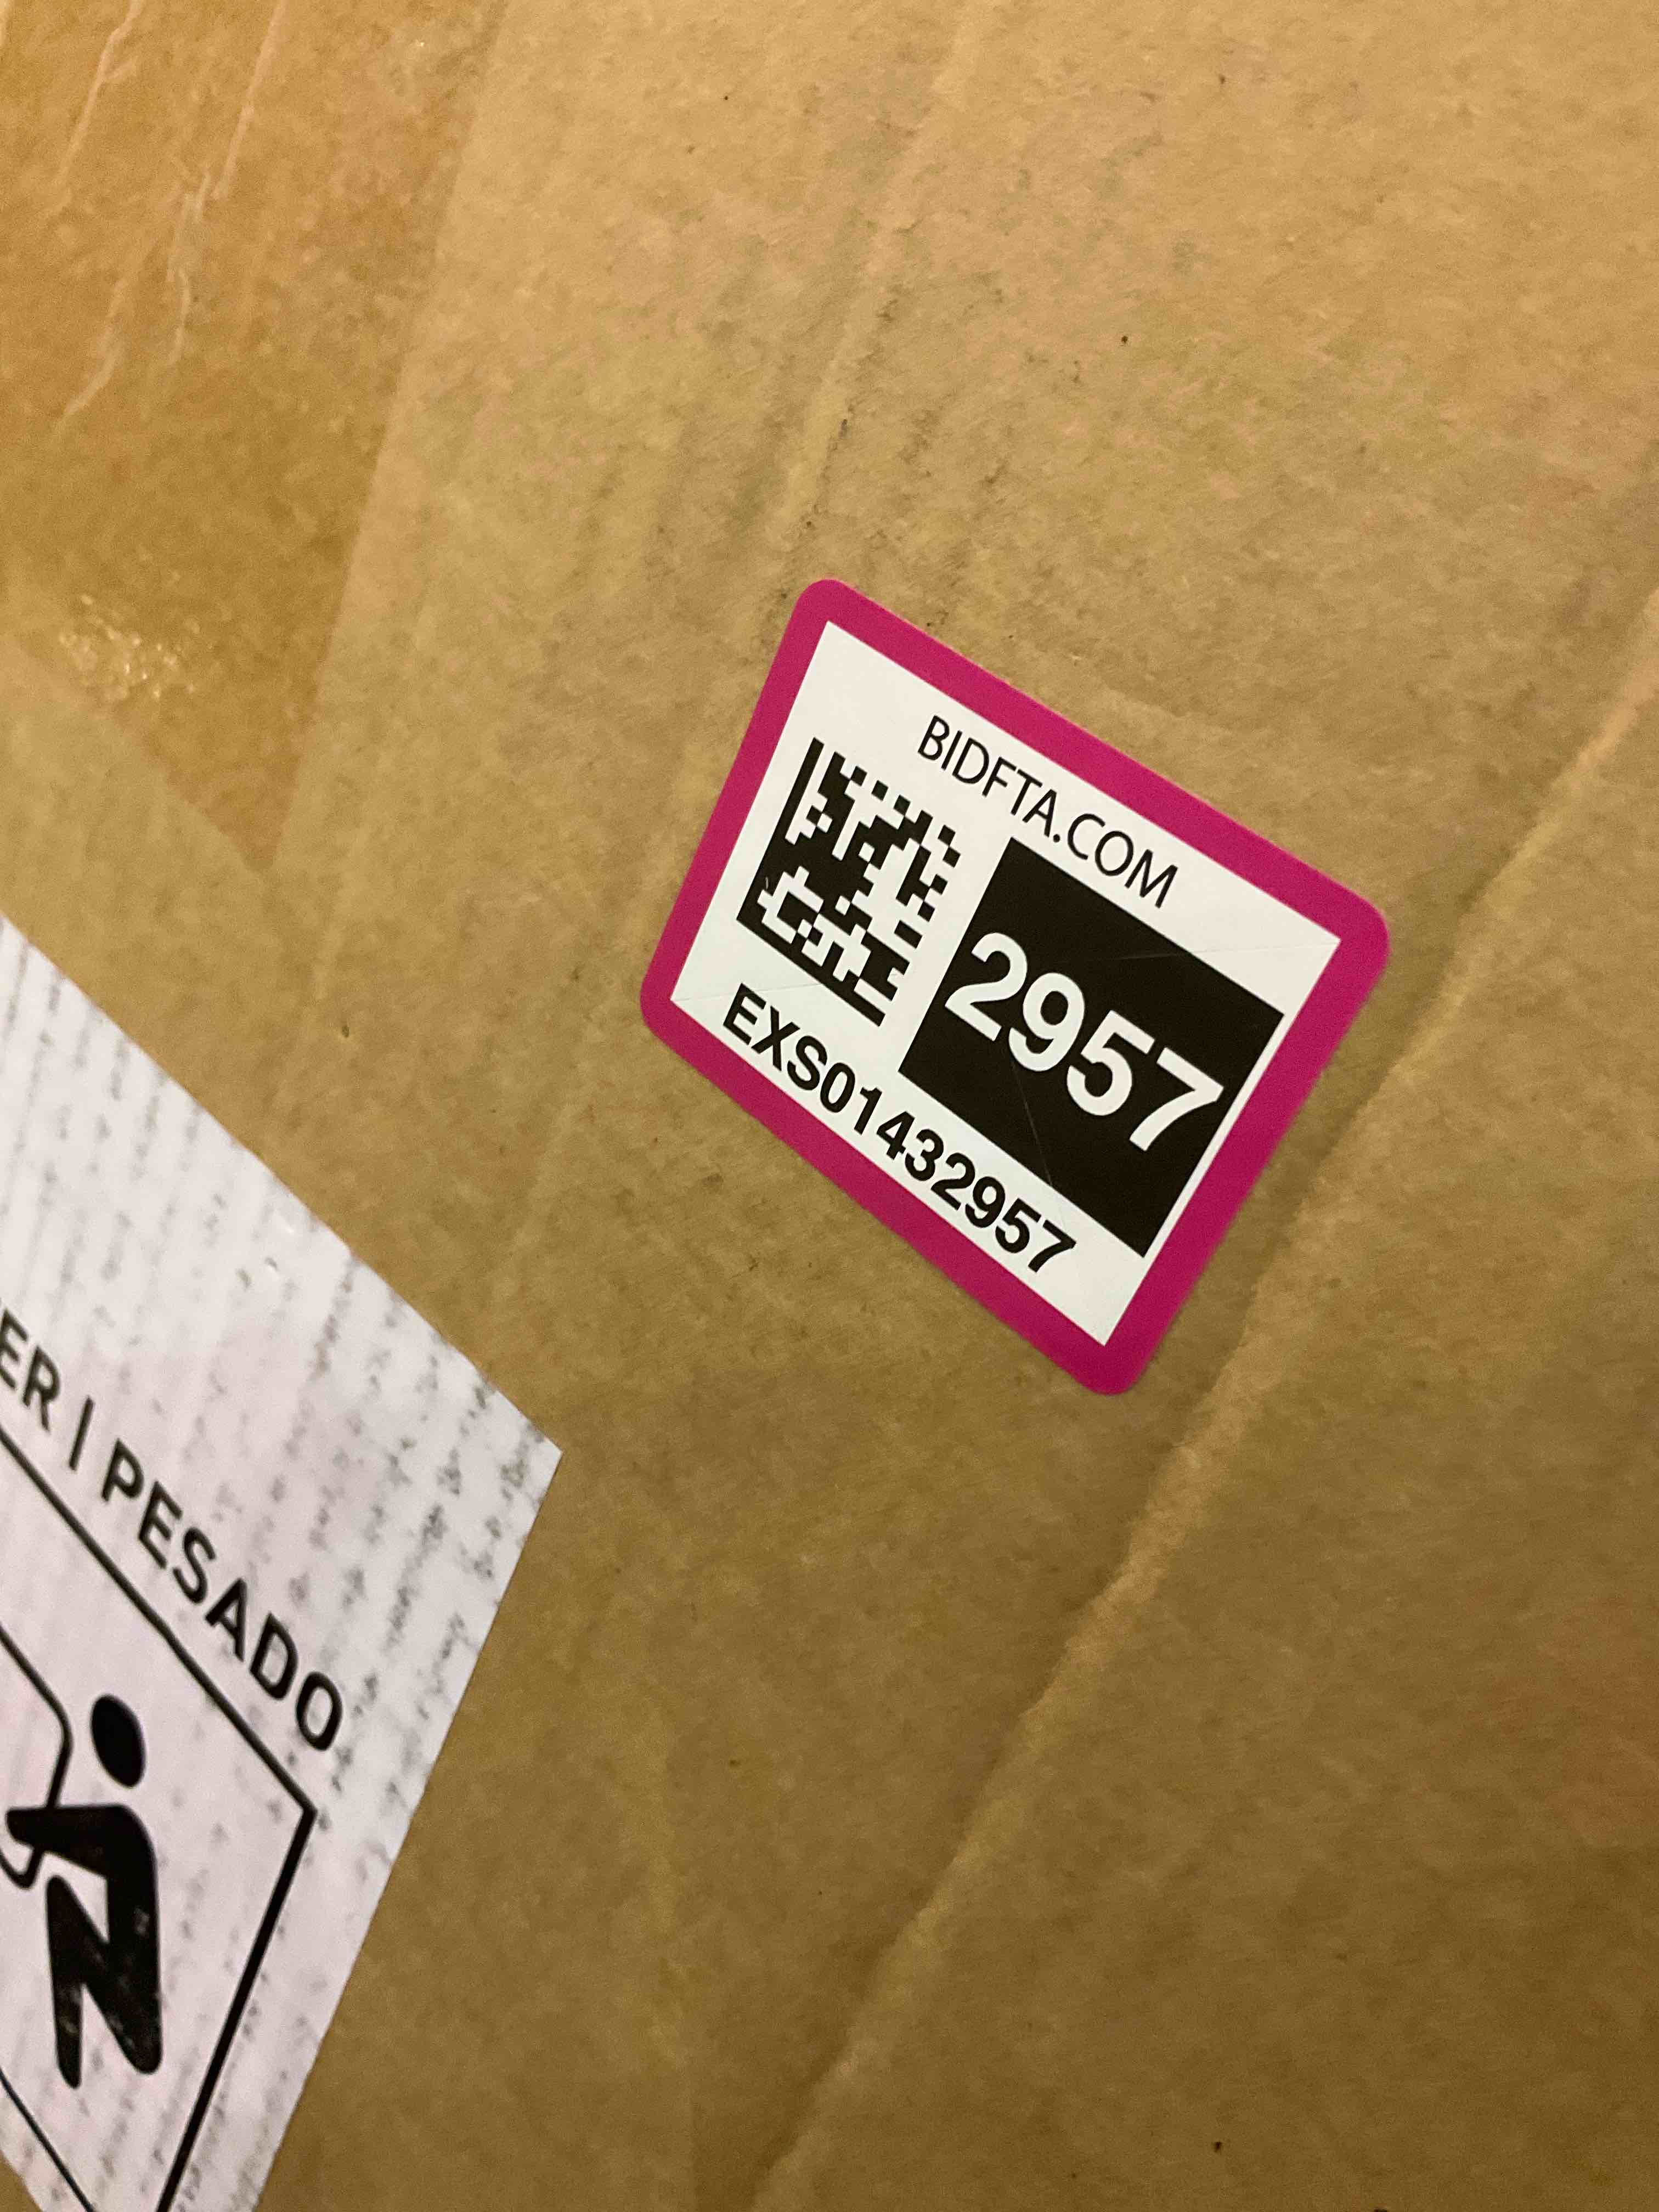 BIDFTA.COM
2957
EXS01432957
ER | PESADO